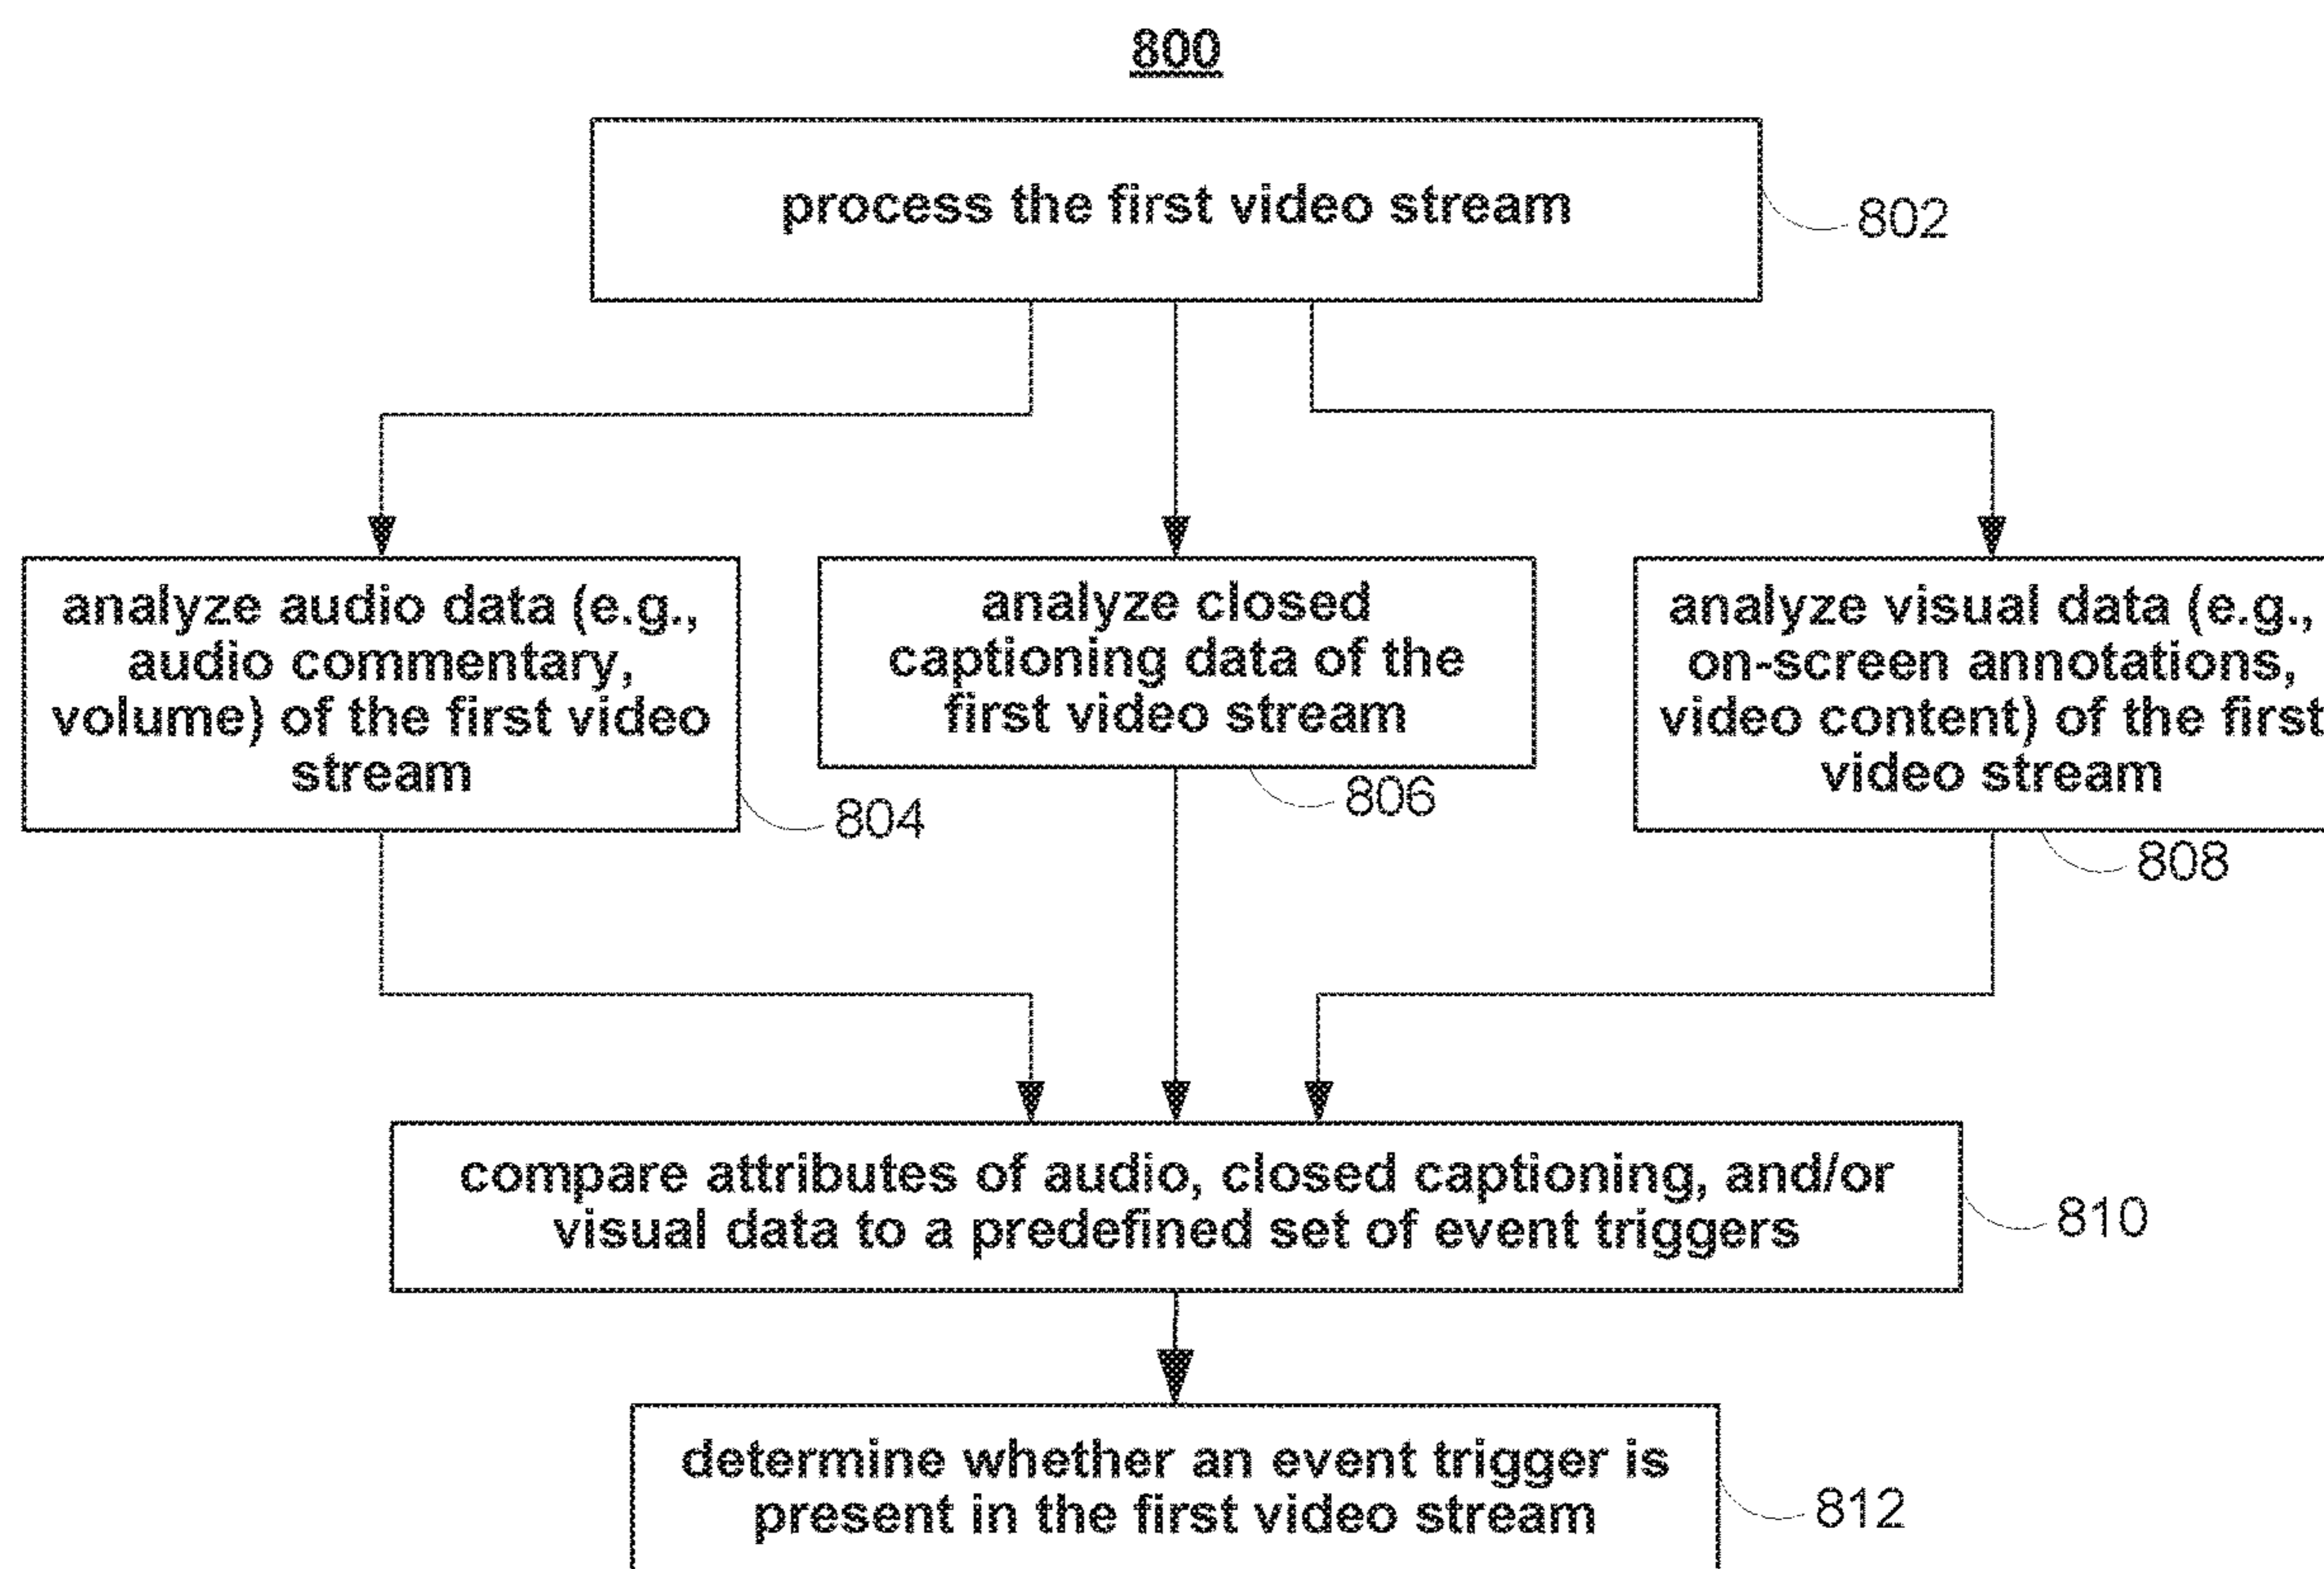 800
process the first video stream
802
analyze audio data (e.g.,
audio commentary,
volume) of the first video
stream
804
analyze closed
captioning data of the
first video stream
806
analyze visual data (e.g.,
on-screen annotations,
video content) of the first
video stream
808
compare attributes of audio, closed captioning, and/or
visual data to a predefined set of event triggers
810
determine whether an event trigger is
present in the first video stream
812